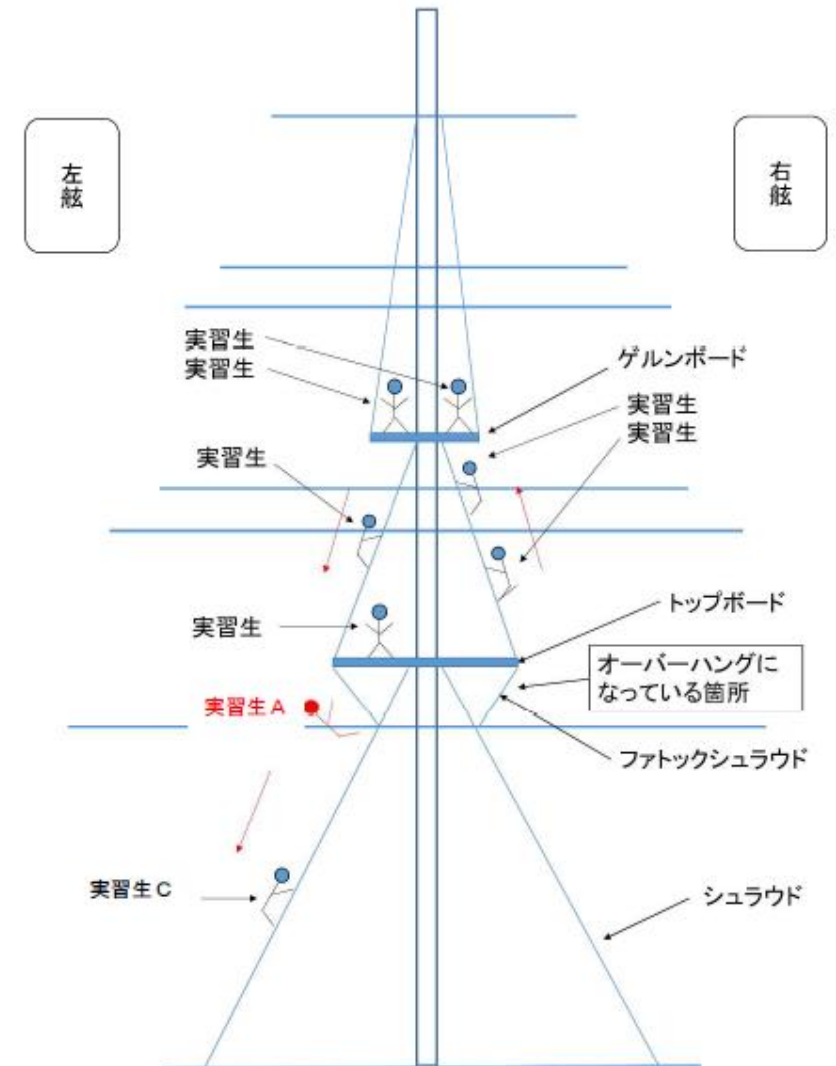 左舷
右舷
実習生
実習生
ゲルンボード
実習生
実習生
実習生
トップボード
実習生
オーバーハングに
なっている箇所
実習生A
ファトックシュラウド
実習生C
シュラウド